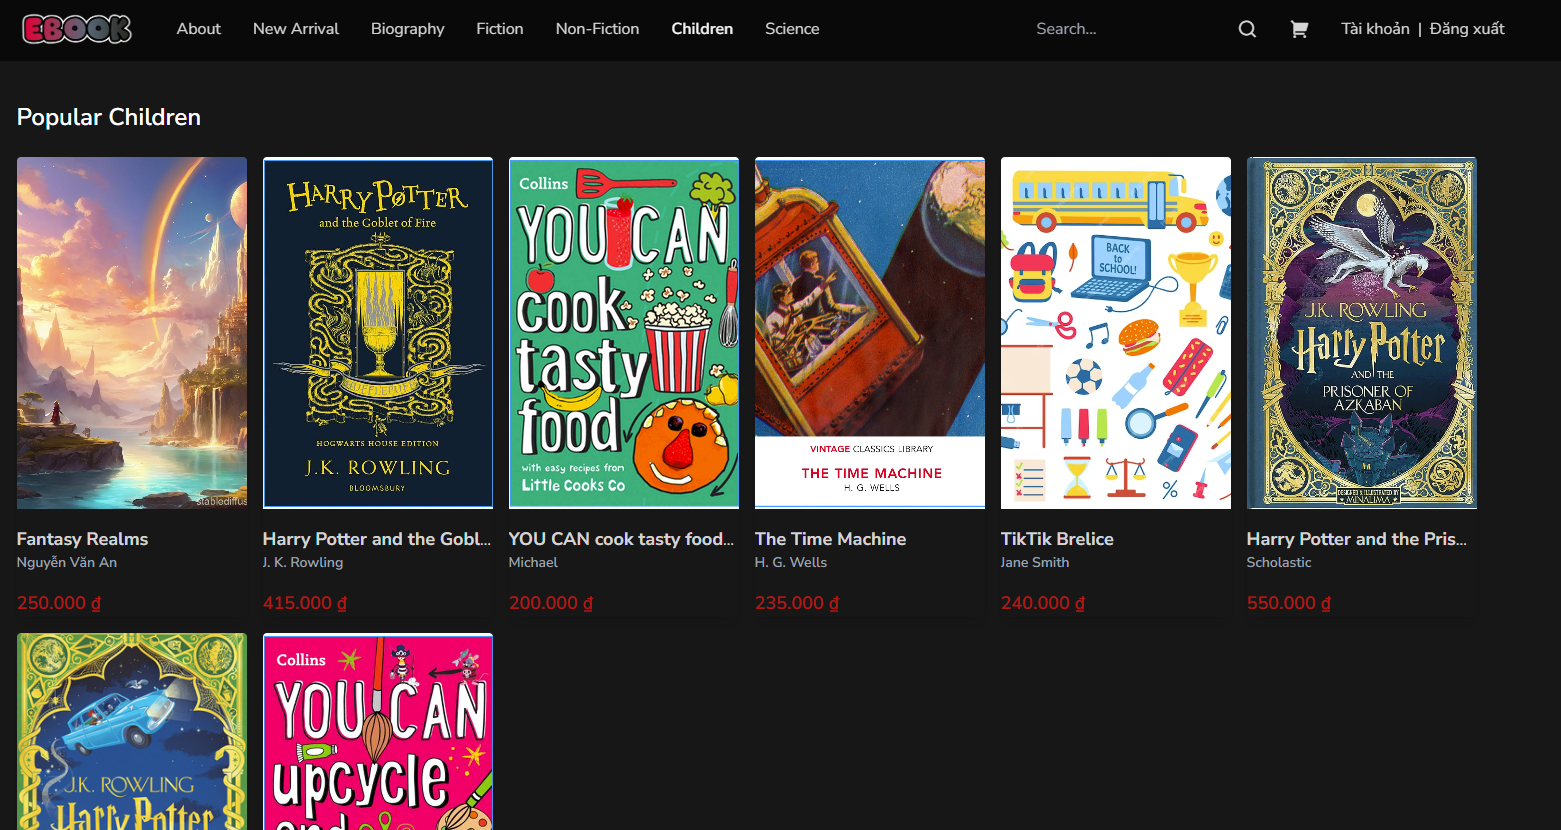 EBOOK
About
New Arrival
Biography
Fiction
Non-Fiction
Children
Science
Search...
Tài khoản | Đăng xuất
Popular Children
stablediffus
HARRY POTTER
and the Goblet of Fire
HUFFLEPUFF
HOGWARTS HOUSE EDITION
J.K. ROWLING
BLOOMSBURY
Collins
YOU CAN
cook
tasty
food
with easy recipes from
Little Cooks Co
VINTAGE CLASSICS LIBRARY
THE TIME MACHINE
H. G. WELLS
BACK
to
SCHOOL!
%
J.K. ROWLING
Harry Potter
AND THE
PRISONER OF
AZKABAN
DESIGNED & ILLUSTRATED BY
MINALIMA
Fantasy Realms
Nguyễn Văn An
250.000 ₫
Harry Potter and the Gobl...
J. K. Rowling
415.000 ₫
YOU CAN cook tasty food...
Michael
200.000 ₫
The Time Machine
H. G. Wells
235.000 ₫
TikTik Brelice
Jane Smith
240.000 ₫
Harry Potter and the Pris...
Scholastic
550.000 ₫
J.K. ROWLING
Harry Potter
Collins
YOU CAN
upcycle
and